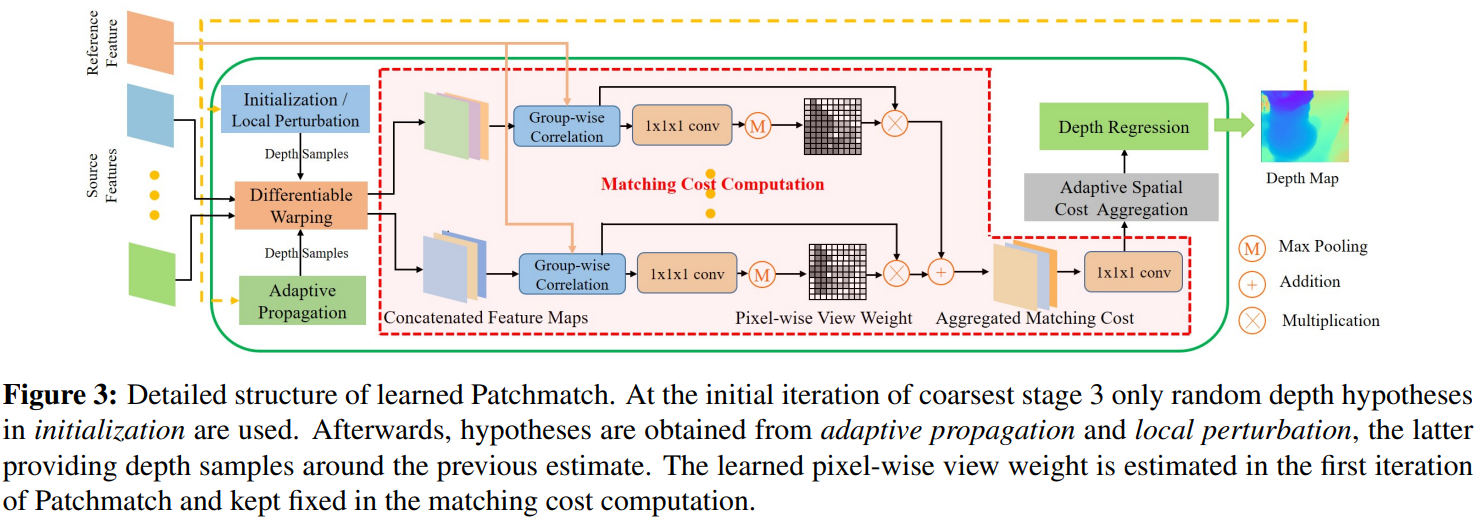 Reference
Feature
Source
Features
Initialization /
Local Perturbation
Depth Samples
Differentiable
Warping
Depth Samples
Adaptive
Propagation
Group-wise
Correlation
1x1x1 conv
M
Matching Cost Computation
Group-wise
Correlation
1x1x1 conv
M
Concatenated Feature Maps
Pixel-wise View Weight
Aggregated Matching Cost
1x1x1 conv
Adaptive Spatial
Cost Aggregation
Depth Regression
Depth Map
M Max Pooling
+ Addition
× Multiplication
Figure 3: Detailed structure of learned Patchmatch. At the initial iteration of coarsest stage 3 only random depth hypotheses
in initialization are used. Afterwards, hypotheses are obtained from adaptive propagation and local perturbation, the latter
providing depth samples around the previous estimate. The learned pixel-wise view weight is estimated in the first iteration
of Patchmatch and kept fixed in the matching cost computation.